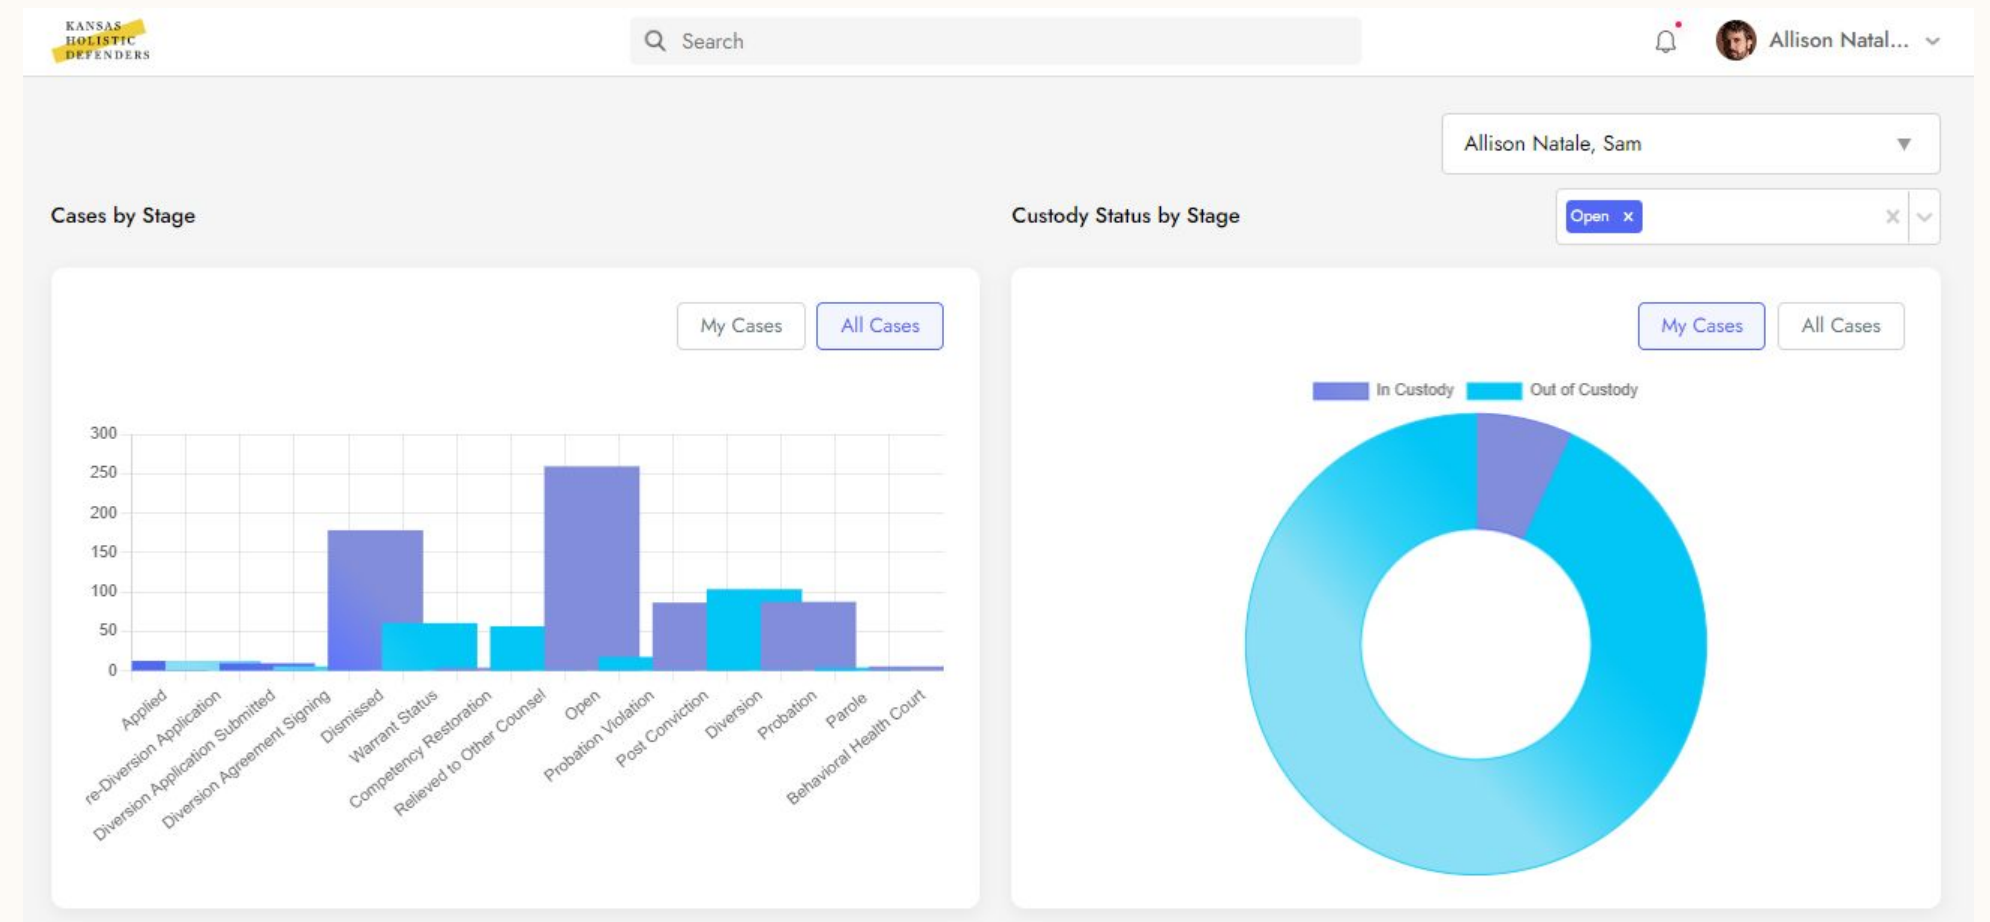 KANSAS
HOLISTIC
DEFENDERS
Search
Allison Natal...
Allison Natale, Sam
Cases by Stage
Custody Status by Stage
Open
My Cases
All Cases
My Cases
All Cases
In Custody
Out of Custody
300
250
200
150
100
50
0
Applied
re-Diversion Application
Diversion Application Submitted
Diversion Agreement Signing
Dismissed
Warrant Status
Competency Restoration
Relieved to Other Counsel
Open
Probation Violation
Post Conviction
Diversion
Probation
Parole
Behavioral Health Court